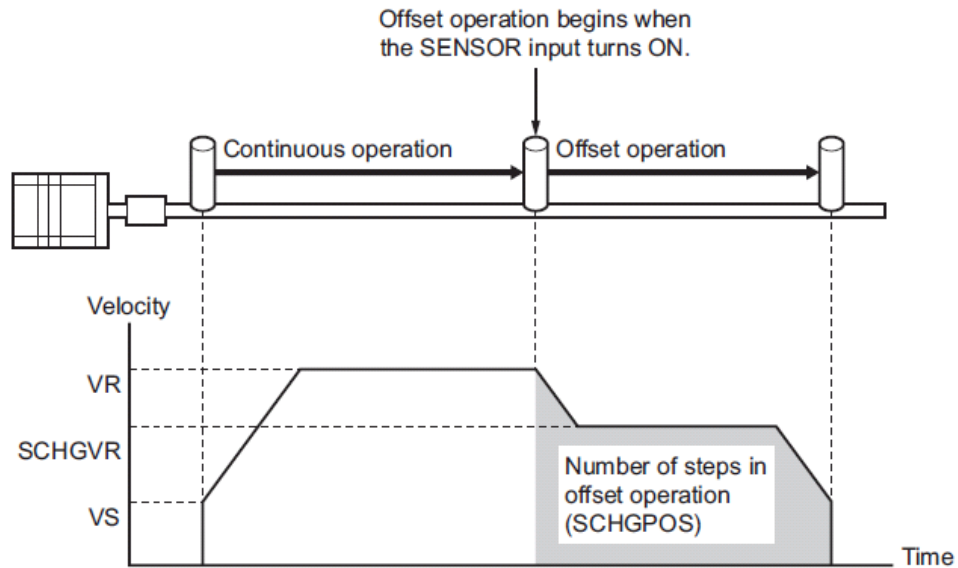 Offset operation begins when
the SENSOR input turns ON.
Continuous operation
Offset operation
Velocity
VR
SCHGVR
VS
Number of steps in
offset operation
(SCHGPOS)
Time